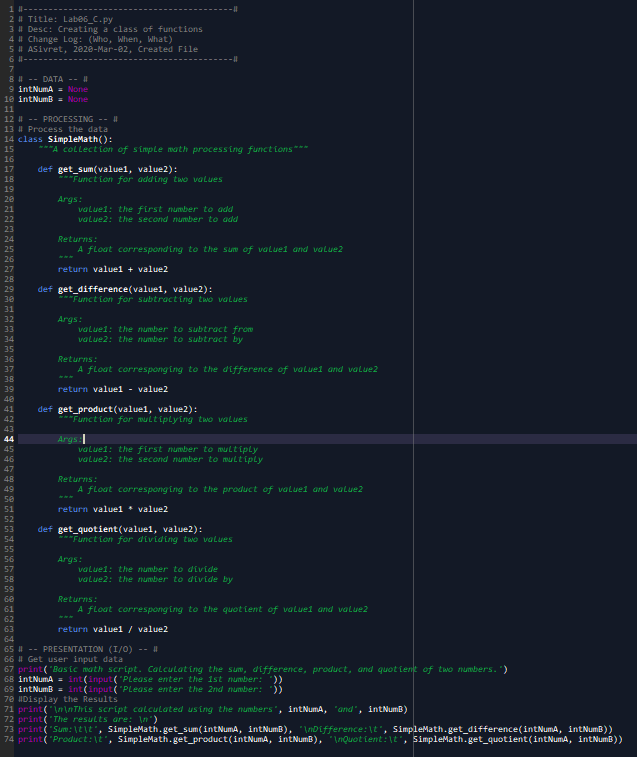 1 #------------------------------------------#
2 # Title: Lab06_C.py
3 # Desc: Creating a class of functions
4 # Change Log: (Who, When, What)
5 # ASivret, 2020-Mar-02, Created File
6 #------------------------------------------#
7
8 # -- DATA -- #
9 intNumA = None
10 intNumB = None
11
12 # -- PROCESSING -- #
13 # Process the data
14 class SimpleMath():
15     """A collection of simple math processing functions"""
16
17     def get_sum(value1, value2):
18         """Function for adding two values
19
20         Args:
21             value1: the first number to add
22             value2: the second number to add
23
24         Returns:
25             A float corresponding to the sum of value1 and value2
26         """
27         return value1 + value2
28
29     def get_difference(value1, value2):
30         """Function for subtracting two values
31
32         Args:
33             value1: the number to subtract from
34             value2: the number to subtract by
35
36         Returns:
37             A float corresponging to the difference of value1 and value2
38         """
39         return value1 - value2
40
41     def get_product(value1, value2):
42         """Function for multiplying two values
43
44         Args:
45             value1: the first number to multiply
46             value2: the second number to multiply
47
48         Returns:
49             A float corresponging to the product of value1 and value2
50         """
51         return value1 * value2
52
53     def get_quotient(value1, value2):
54         """Function for dividing two values
55
56         Args:
57             value1: the number to divide
58             value2: the number to divide by
59
60         Returns:
61             A float corresponging to the quotient of value1 and value2
62         """
63         return value1 / value2
64
65 # -- PRESENTATION (I/O) -- #
66 # Get user input data
67 print('Basic math script. Calculating the sum, difference, product, and quotient of two numbers.')
68 intNumA = int(input('Please enter the 1st number: '))
69 intNumB = int(input('Please enter the 2nd number: '))
70 #Display the Results
71 print('\n\nThis script calculated using the numbers', intNumA, 'and', intNumB)
72 print('The results are: \n')
73 print('Sum:\t\t', SimpleMath.get_sum(intNumA, intNumB), '\nDifference:\t', SimpleMath.get_difference(intNumA, intNumB))
74 print('Product:\t', SimpleMath.get_product(intNumA, intNumB), '\nQuotient:\t', SimpleMath.get_quotient(intNumA, intNumB))